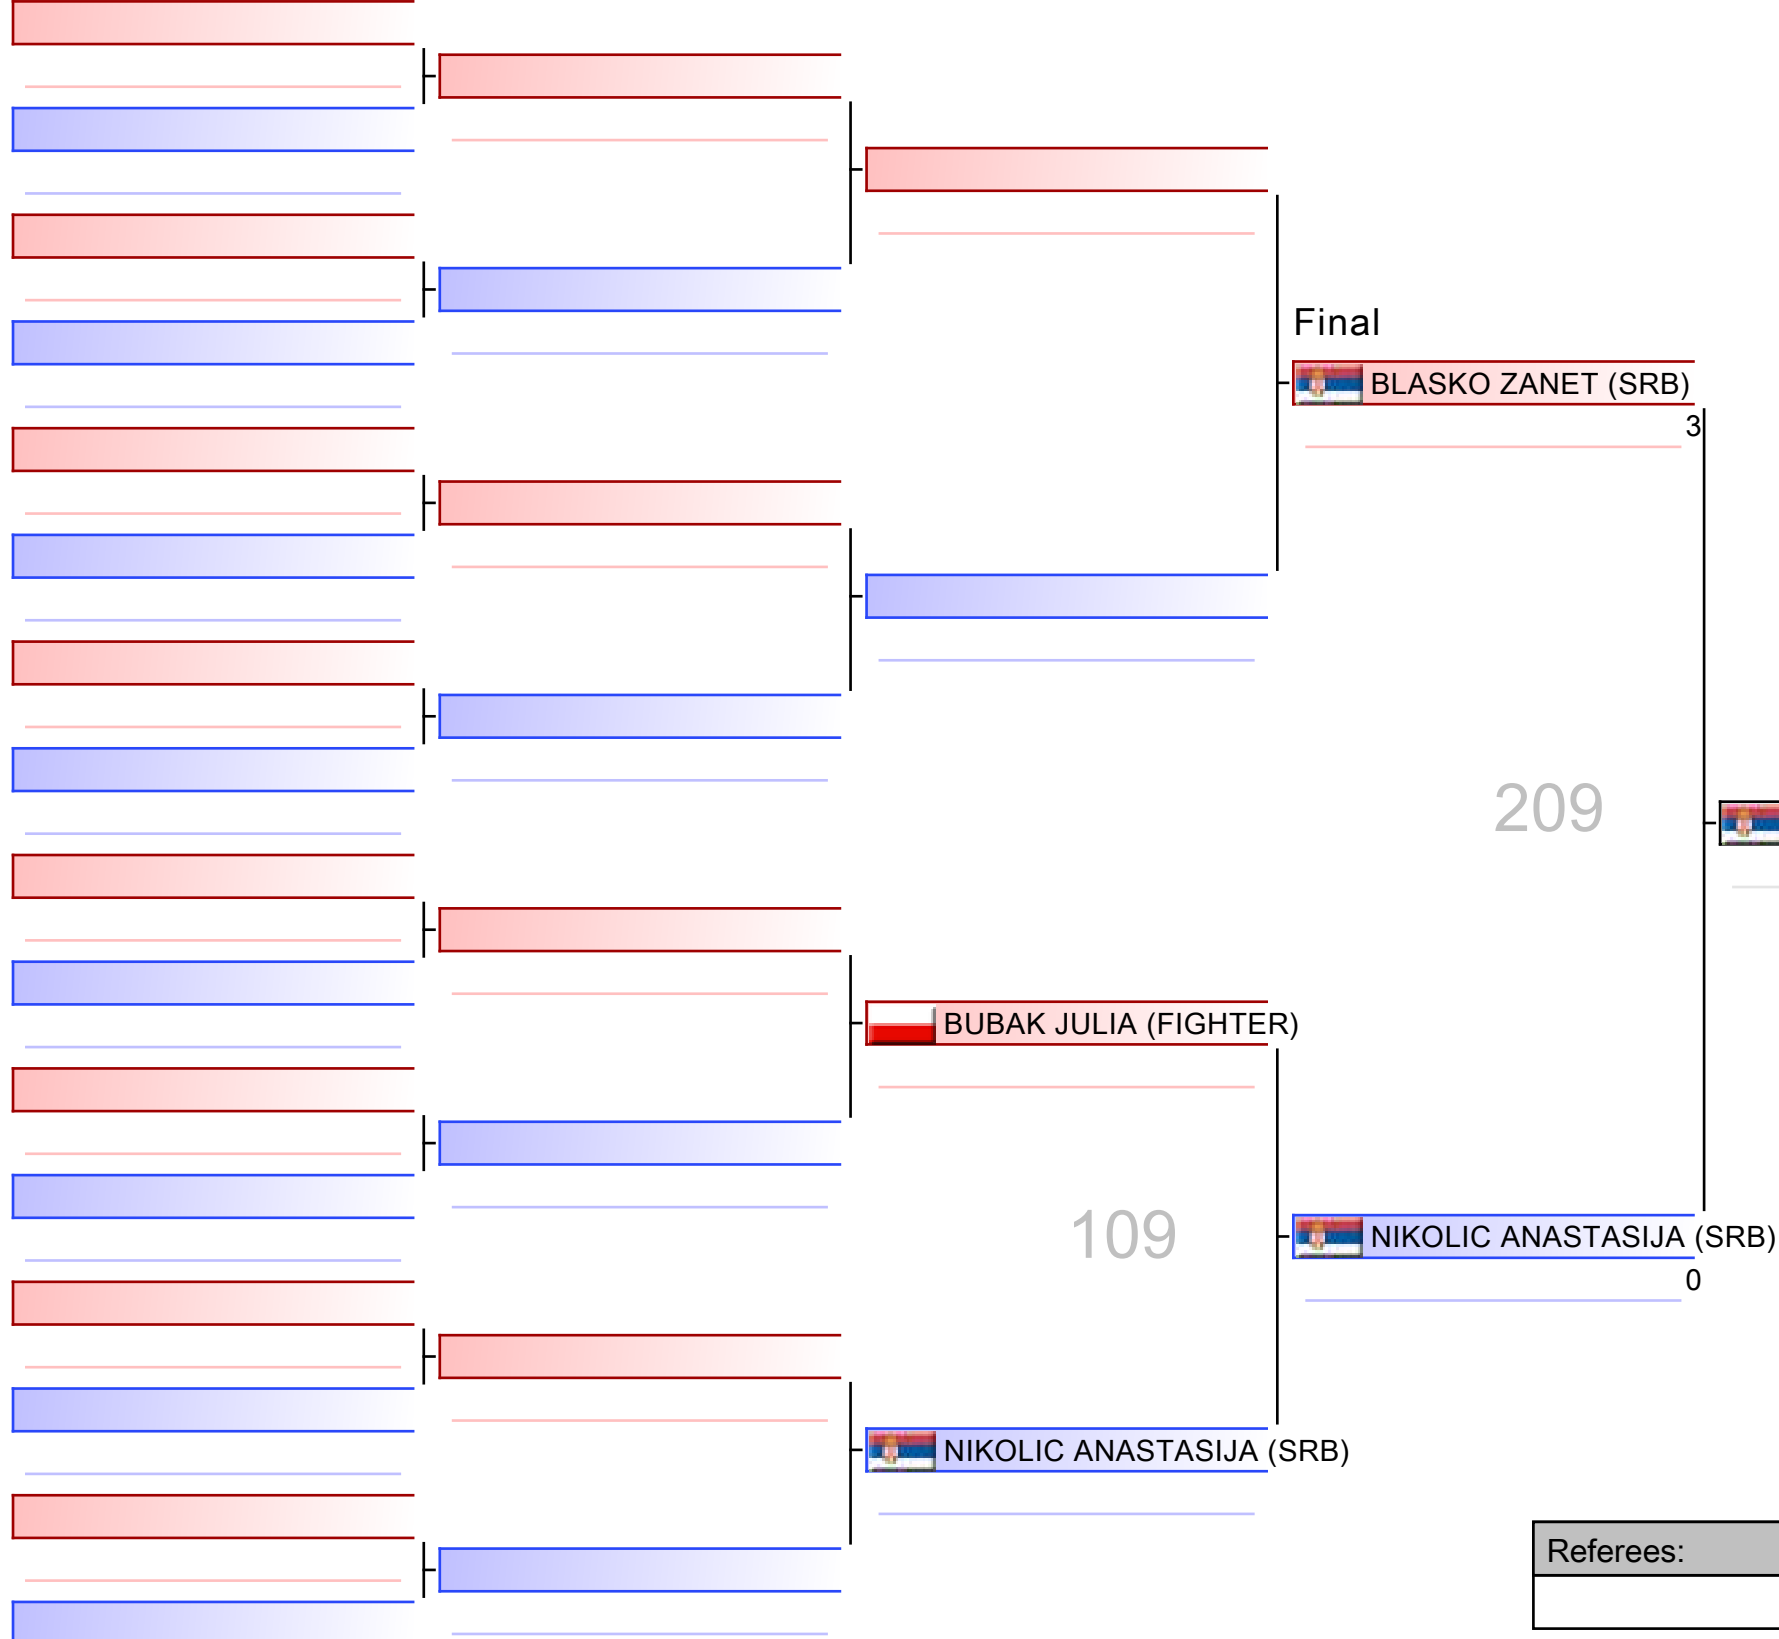 Final
BLASKO ZANET (SRB)
3
209
BUBAK JULIA (FIGHTER)
109
NIKOLIC ANASTASIJA (SRB)
0
NIKOLIC ANASTASIJA (SRB)
Referees: